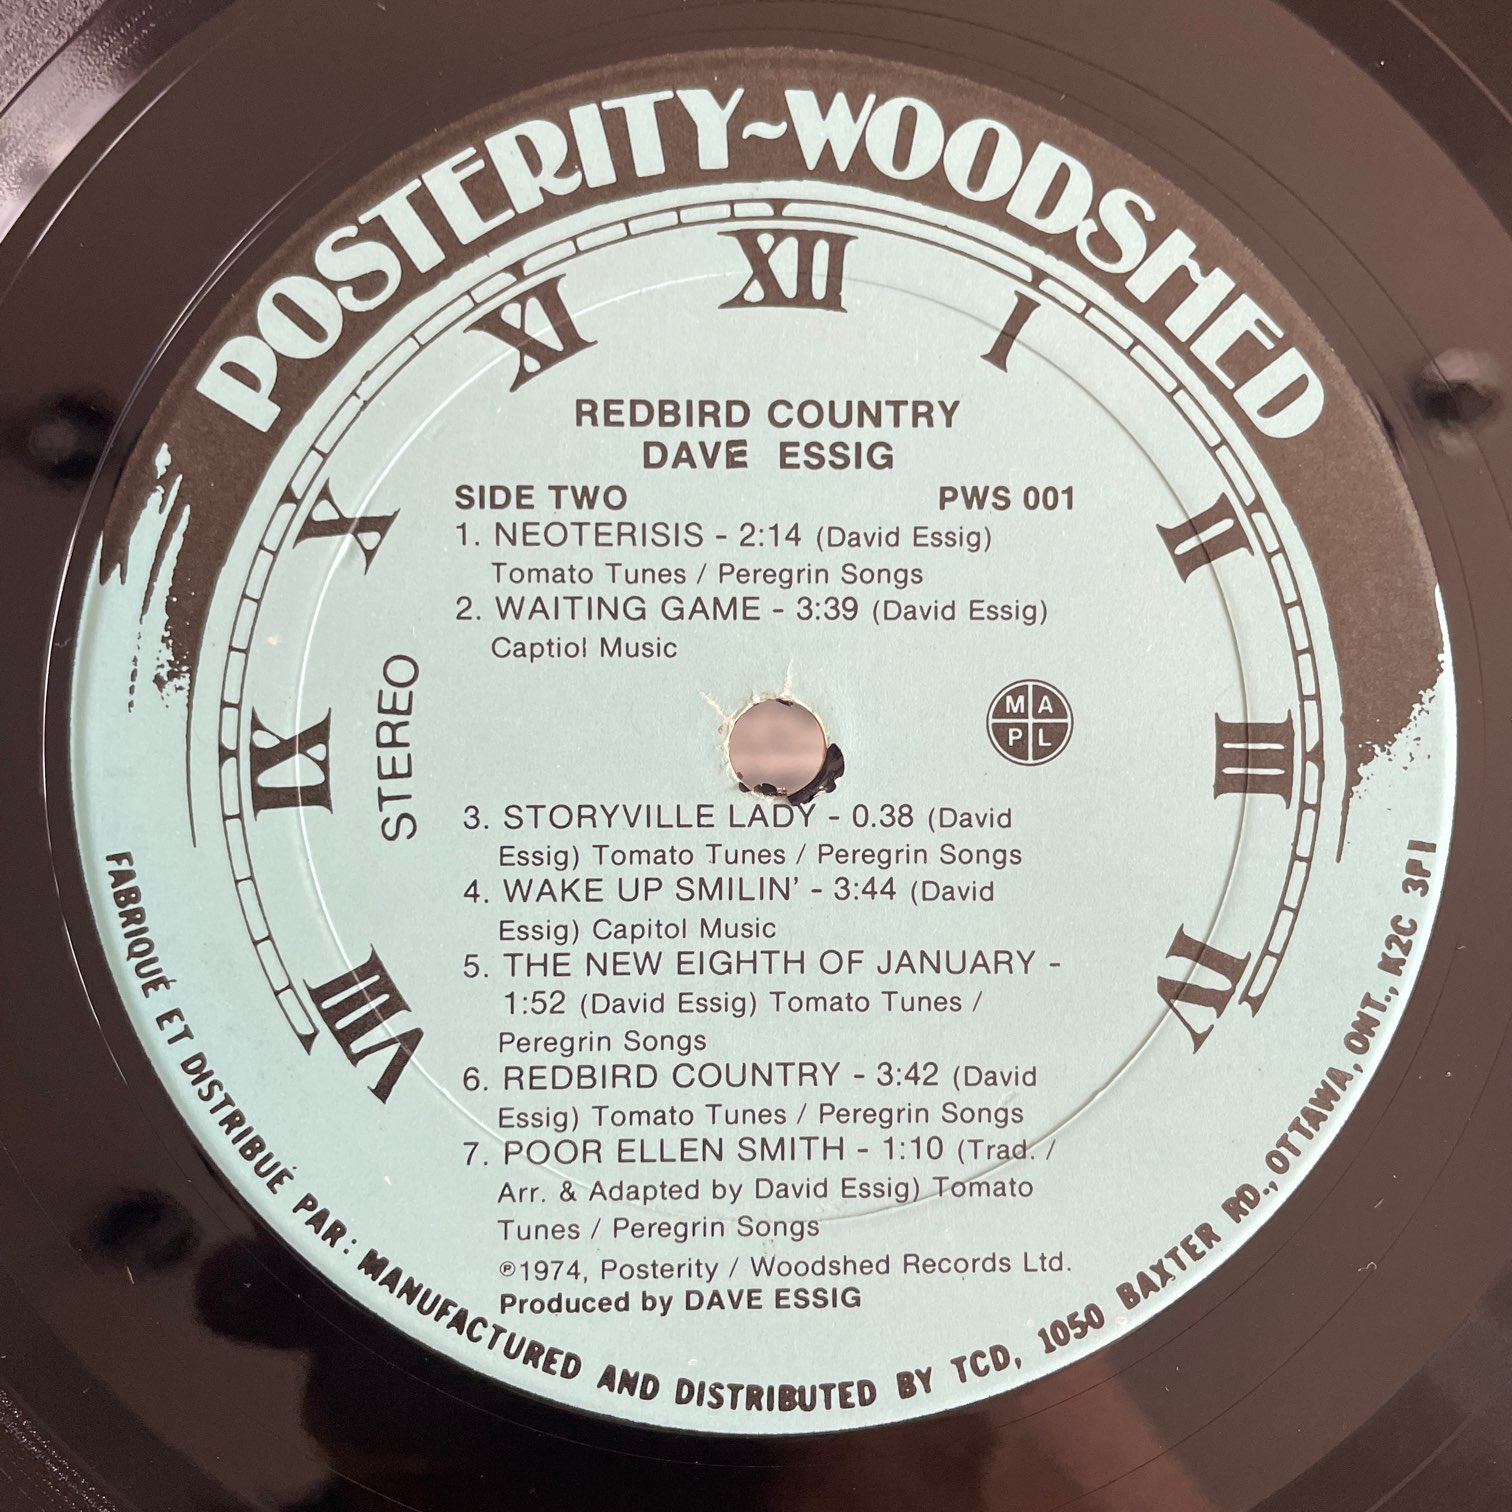 POSTERITY~WOODSHED
XII
XI
I
REDBIRD COUNTRY
DAVE ESSIG
SIDE TWO PWS 001
X
II
1. NEOTERISIS - 2:14 (David Essig)
Tomato Tunes / Peregrin Songs
2. WAITING GAME - 3:39 (David Essig)
Captiol Music
STEREO
MAPL
IX
III
3. STORYVILLE LADY - 0.38 (David
Essig) Tomato Tunes / Peregrin Songs
4. WAKE UP SMILIN' - 3:44 (David
Essig) Capitol Music
5. THE NEW EIGHTH OF JANUARY -
1:52 (David Essig) Tomato Tunes /
Peregrin Songs
VIII
IV
6. REDBIRD COUNTRY - 3:42 (David
Essig) Tomato Tunes / Peregrin Songs
7. POOR ELLEN SMITH - 1:10 (Trad. /
Arr. & Adapted by David Essig) Tomato
Tunes / Peregrin Songs
℗1974, Posterity / Woodshed Records Ltd.
Produced by DAVE ESSIG
FABRIQUÉ ET DISTRIBUÉ PAR: MANUFACTURED AND DISTRIBUTED BY TCD, 1050 BAXTER RD., OTTAWA, ONT., K2C 3P1